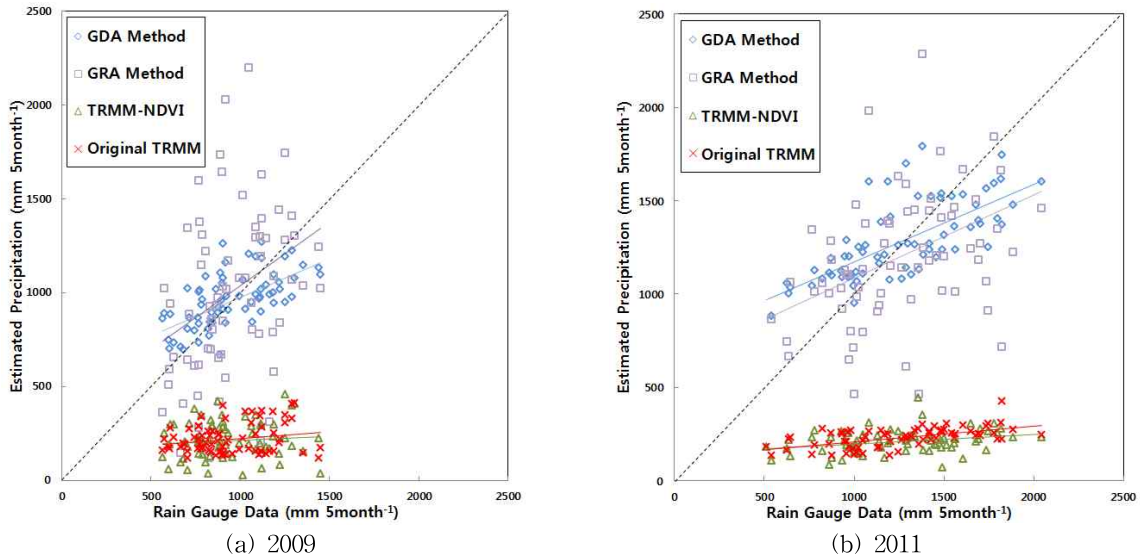 2500
2000
1500
1000
500
0
Estimated Precipitation (mm 5month⁻¹)
GDA Method
GRA Method
TRMM-NDVI
Original TRMM
0
500
1000
1500
2000
2500
Rain Gauge Data (mm 5month⁻¹)
(a) 2009
2500
2000
1500
1000
500
0
Estimated Precipitation (mm 5month⁻¹)
GDA Method
GRA Method
TRMM-NDVI
Original TRMM
0
500
1000
1500
2000
2500
Rain Gauge Data (mm 5month⁻¹)
(b) 2011